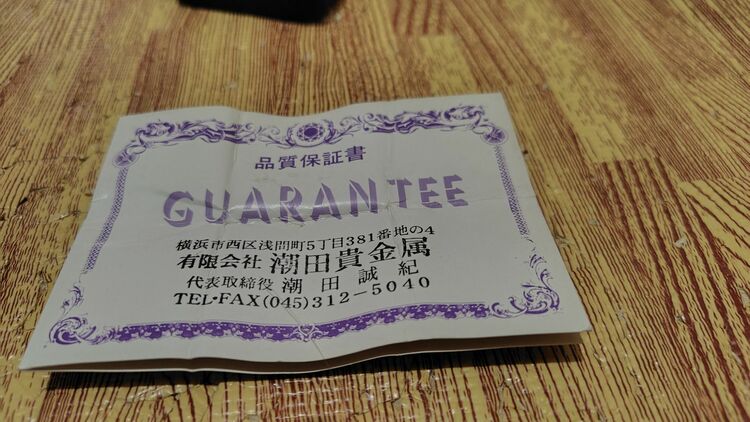 品質保証書
GUARANTEE
横浜市西区浅間町5丁目381番地の4
有限会社 潮田貴金属
代表取締役 潮田誠紀
TEL・FAX(045)312-5040